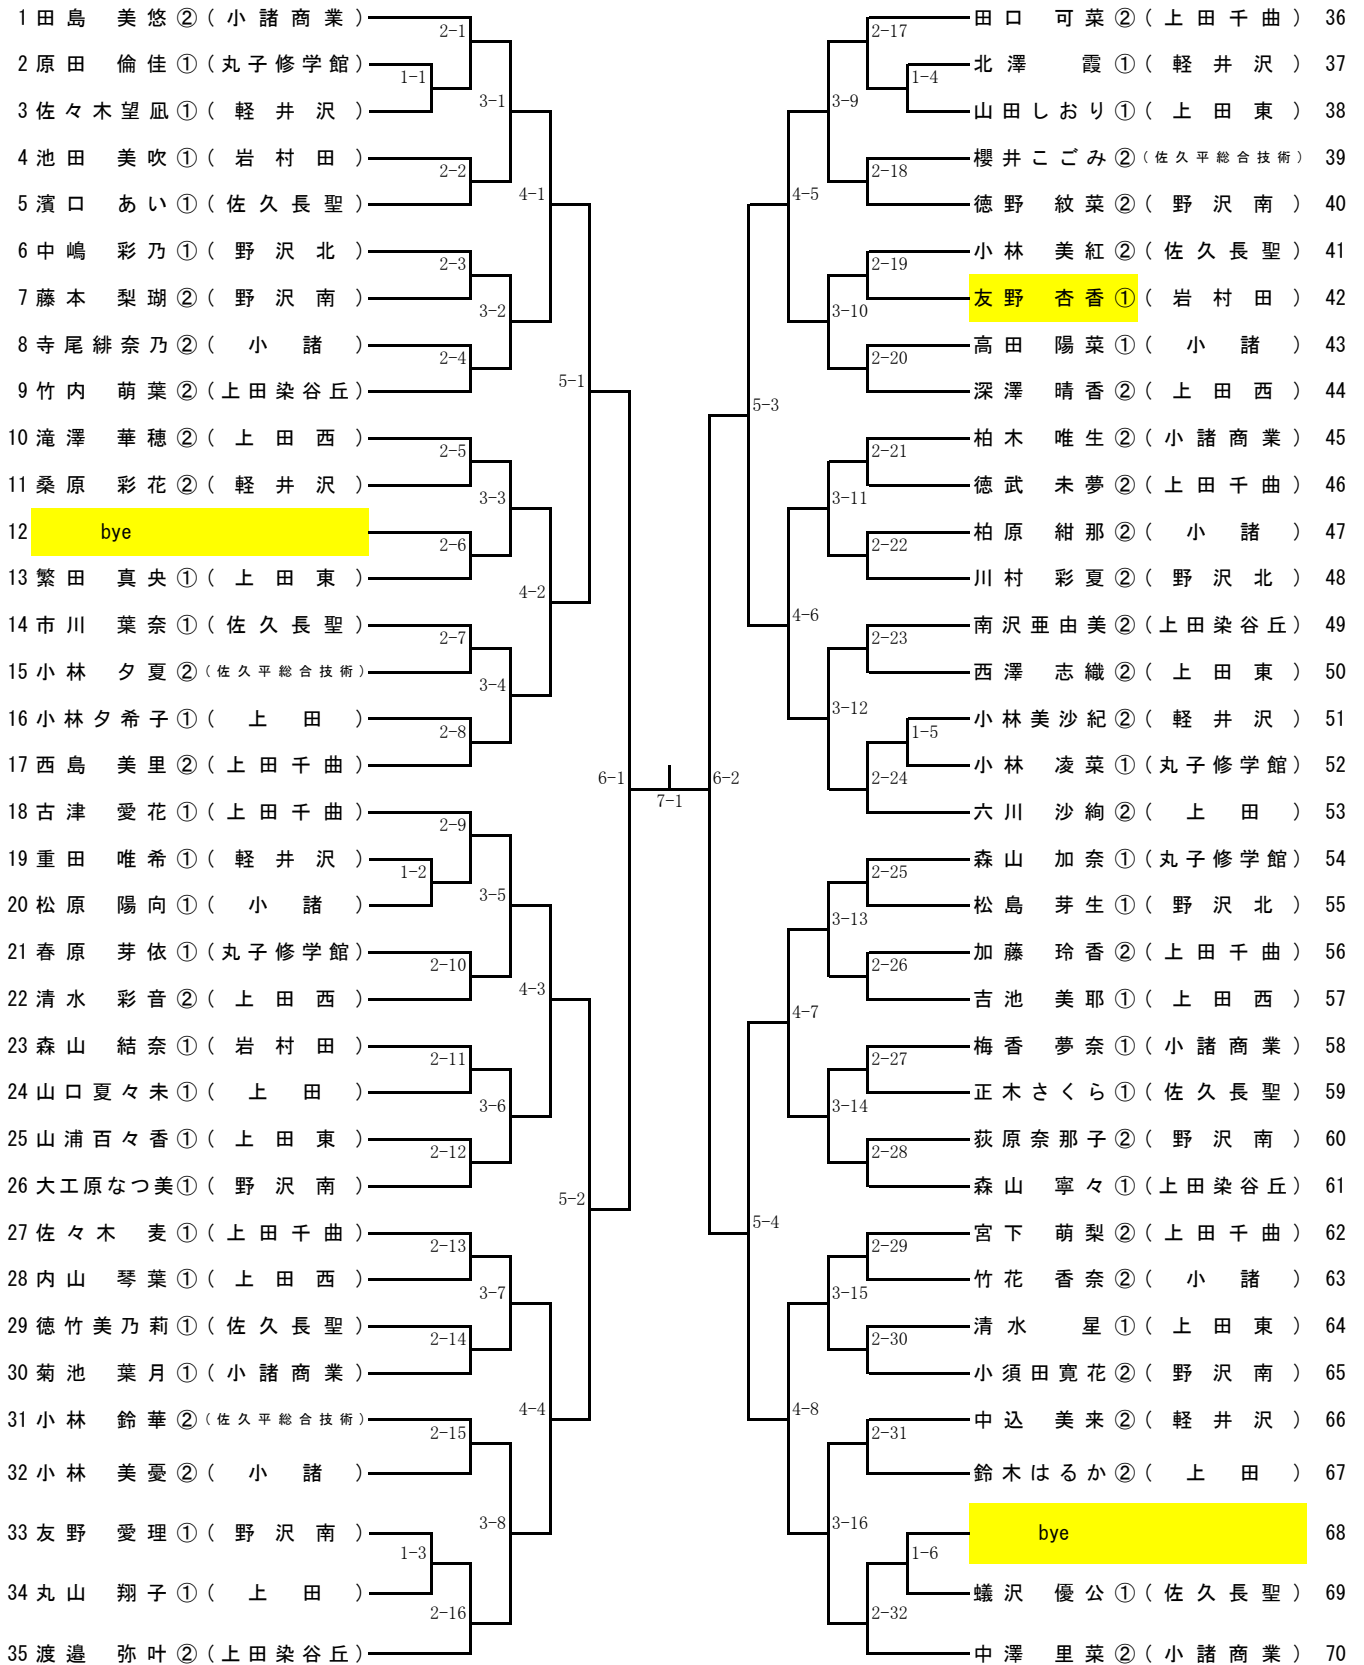 1 田島 美悠② (小諸商業)
2 原田 倫佳① (丸子修学館)
3 佐々木望凪① (軽井沢)
4 池田 美吹① (岩村田)
5 濱口 あい① (佐久長聖)
6 中嶋 彩乃① (野沢北)
7 藤本 梨瑚② (野沢南)
8 寺尾緋奈乃② (小諸)
9 竹内 萌葉② (上田染谷丘)
10 滝澤 華穂② (上田西)
11 桑原 彩花② (軽井沢)
12 bye
13 繁田 真央① (上田東)
14 市川 葉奈① (佐久長聖)
15 小林 夕夏② (佐久平総合技術)
16 小林夕希子① (上田)
17 西島 美里② (上田千曲)
18 古津 愛花① (上田千曲)
19 重田 唯希① (軽井沢)
20 松原 陽向① (小諸)
21 春原 芽依① (丸子修学館)
22 清水 彩音② (上田西)
23 森山 結奈① (岩村田)
24 山口夏々未① (上田)
25 山浦百々香① (上田東)
26 大工原なつ美① (野沢南)
27 佐々木 麦① (上田千曲)
28 内山 琴葉① (上田西)
29 徳竹美乃莉① (佐久長聖)
30 菊池 葉月① (小諸商業)
31 小林 鈴華② (佐久平総合技術)
32 小林 美憂② (小諸)
33 友野 愛理① (野沢南)
34 丸山 翔子① (上田)
35 渡邉 弥叶② (上田染谷丘)
2-1
1-1
3-1
2-2
4-1
2-3
3-2
2-4
5-1
2-5
3-3
2-6
4-2
2-7
3-4
2-8
6-1
7-1
6-2
2-9
1-2
3-5
2-10
4-3
2-11
3-6
2-12
5-2
2-13
3-7
2-14
4-4
2-15
3-8
1-3
2-16
2-17
1-4
3-9
2-18
4-5
2-19
3-10
2-20
5-3
2-21
3-11
2-22
4-6
2-23
3-12
1-5
2-24
2-25
3-13
2-26
4-7
2-27
3-14
2-28
5-4
2-29
3-15
2-30
4-8
2-31
3-16
1-6
2-32
田口 可菜② (上田千曲) 36
北澤 霞① (軽井沢) 37
山田しおり① (上田東) 38
櫻井こごみ② (佐久平総合技術) 39
徳野 紋菜② (野沢南) 40
小林 美紅② (佐久長聖) 41
友野 杏香① (岩村田) 42
高田 陽菜① (小諸) 43
深澤 晴香② (上田西) 44
柏木 唯生② (小諸商業) 45
徳武 未夢② (上田千曲) 46
柏原 紺那② (小諸) 47
川村 彩夏② (野沢北) 48
南沢亜由美② (上田染谷丘) 49
西澤 志織② (上田東) 50
小林美沙紀② (軽井沢) 51
小林 凌菜① (丸子修学館) 52
六川 沙絢② (上田) 53
森山 加奈① (丸子修学館) 54
松島 芽生① (野沢北) 55
加藤 玲香② (上田千曲) 56
吉池 美耶① (上田西) 57
梅香 夢奈① (小諸商業) 58
正木さくら① (佐久長聖) 59
荻原奈那子② (野沢南) 60
森山 寧々① (上田染谷丘) 61
宮下 萌梨② (上田千曲) 62
竹花 香奈② (小諸) 63
清水 星① (上田東) 64
小須田寛花② (野沢南) 65
中込 美来② (軽井沢) 66
鈴木はるか② (上田) 67
bye 68
蟻沢 優公① (佐久長聖) 69
中澤 里菜② (小諸商業) 70